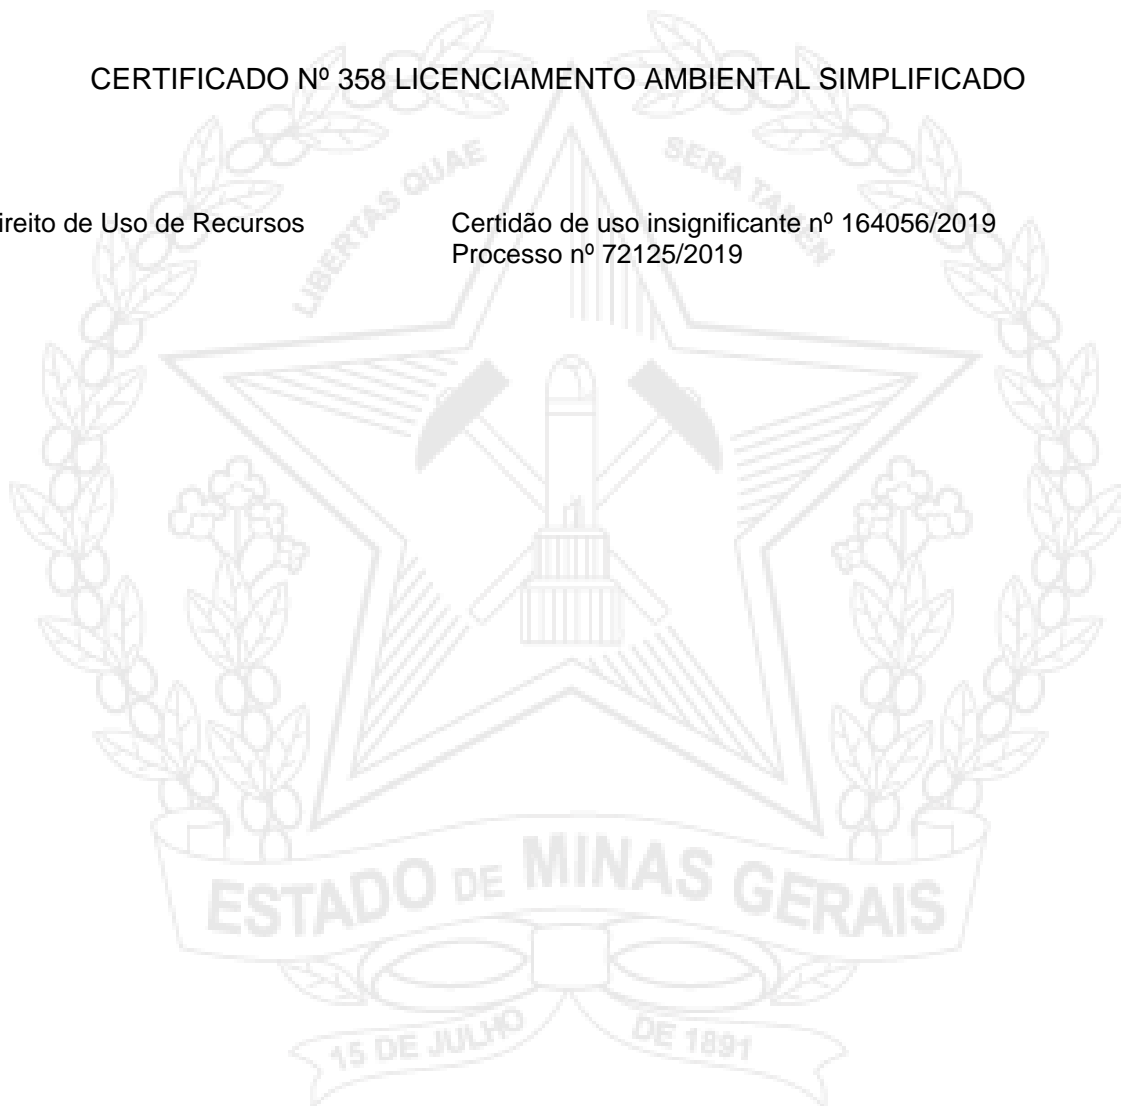 CERTIFICADO Nº 358 LICENCIAMENTO AMBIENTAL SIMPLIFICADO
LIBERTAS QUAE SERA TAMEN
ireito de Uso de Recursos Certidão de uso insignificante nº 164056/2019
Processo nº 72125/2019
ESTADO DE MINAS GERAIS
15 DE JULHO DE 1891